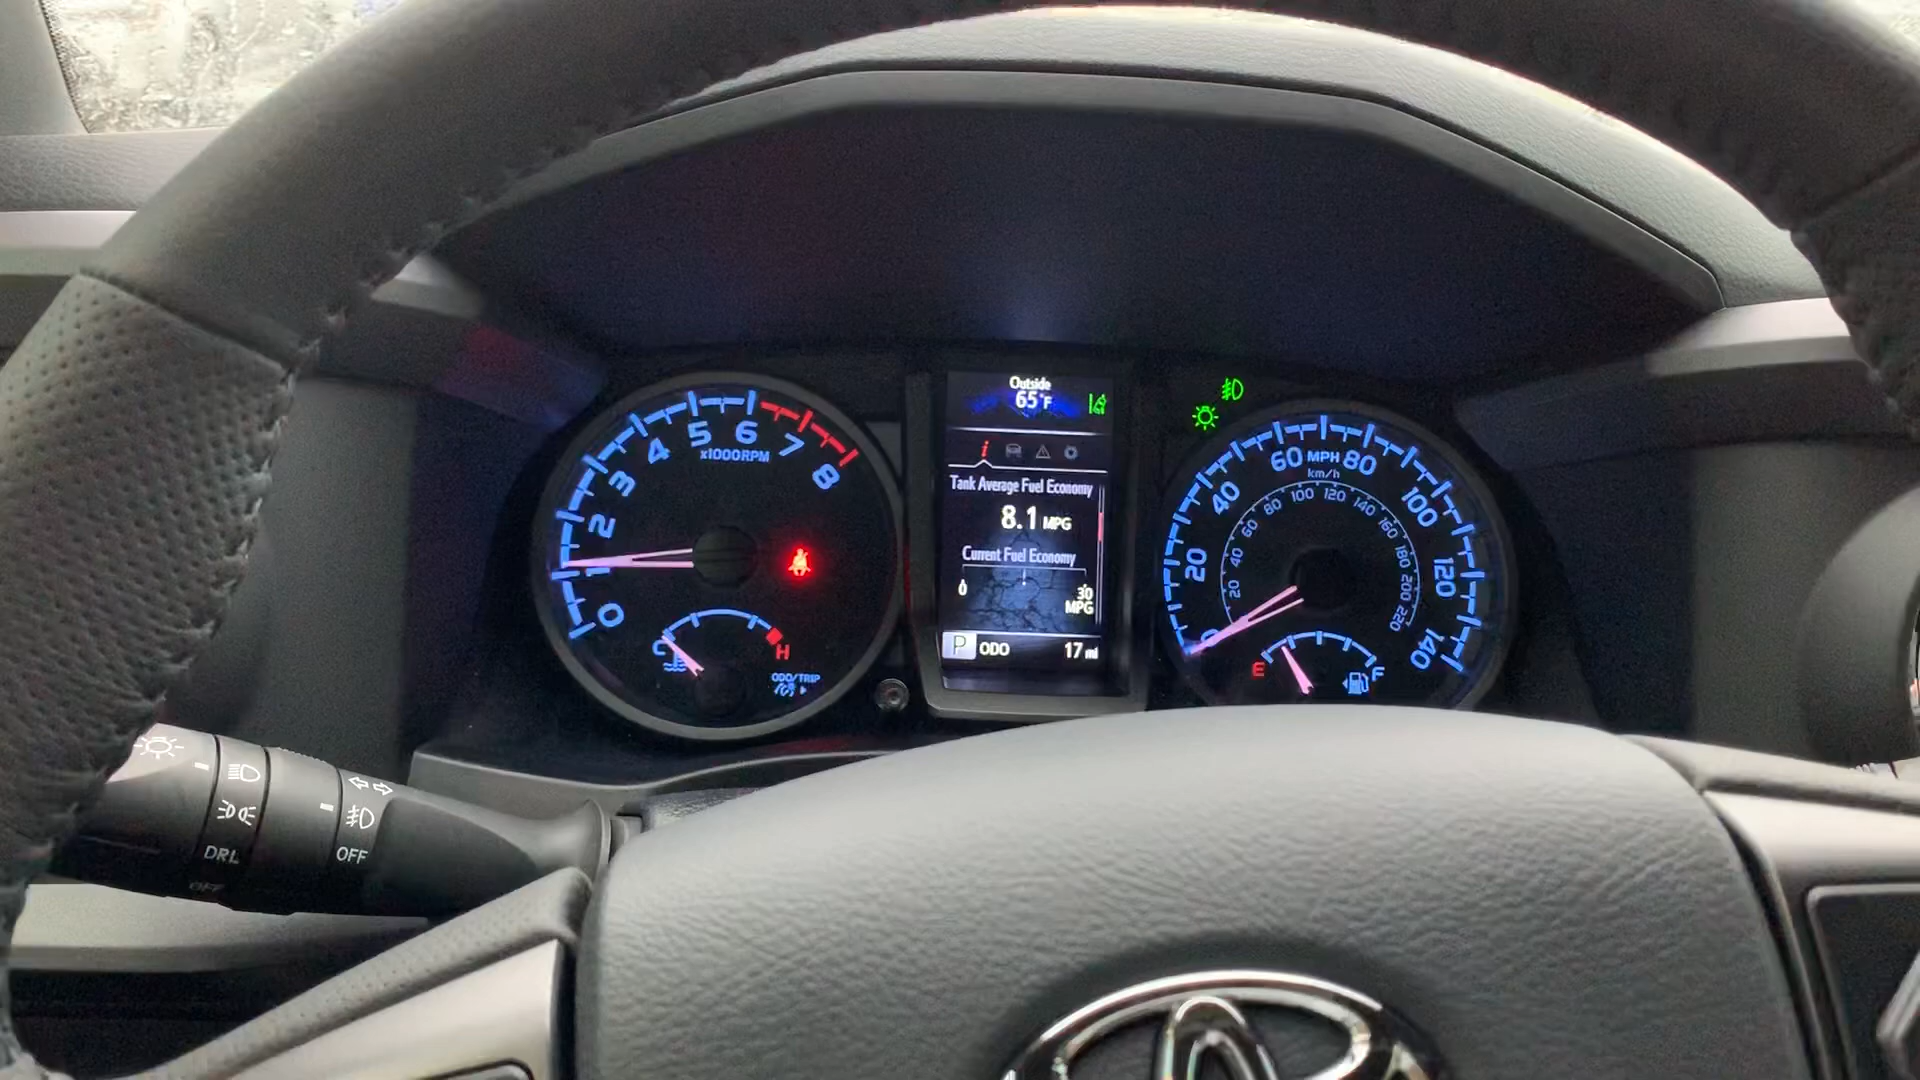 Outside
65°F
Tank Average Fuel Economy
8.1 MPG
Current Fuel Economy
0
30
MPG
P ODO 17 mi
0
1
2
3
4
5
6
7
8
x1000RPM
C
H
ODO/TRIP
0
20
40
60
MPH
80
100
120
140
km/h
20
40
60
80
100
120
140
160
180
200
220
E
F
DRL
OFF
OFF